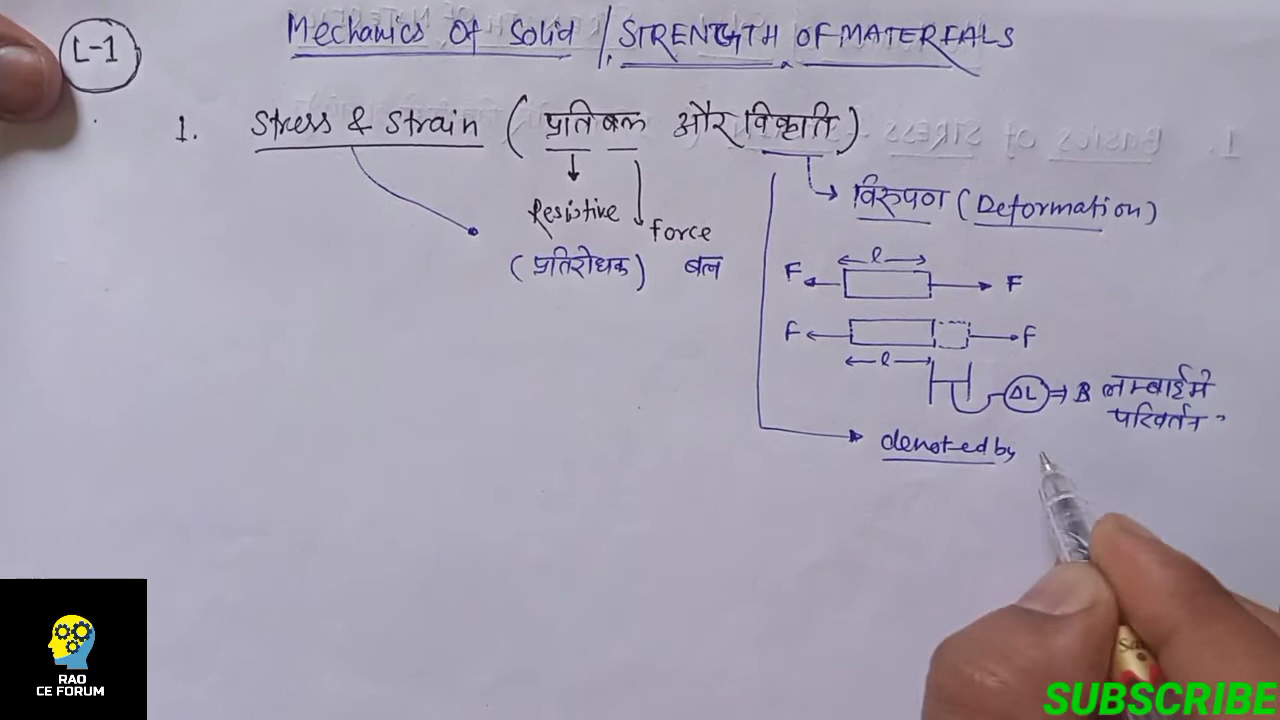 L-1
Mechanics Of Solid / STRENGTH OF MATERIALS
1. Stress & Strain ( प्रतिबल और विकृति )
विरुपण ( Deformation )
Resistive force
( प्रतिरोधक ) बल
l
F F
F F
l
ΔL ⇒ लम्बाई में
परिवर्तन
denoted by
RAO
CE FORUM
SUBSCRIBE